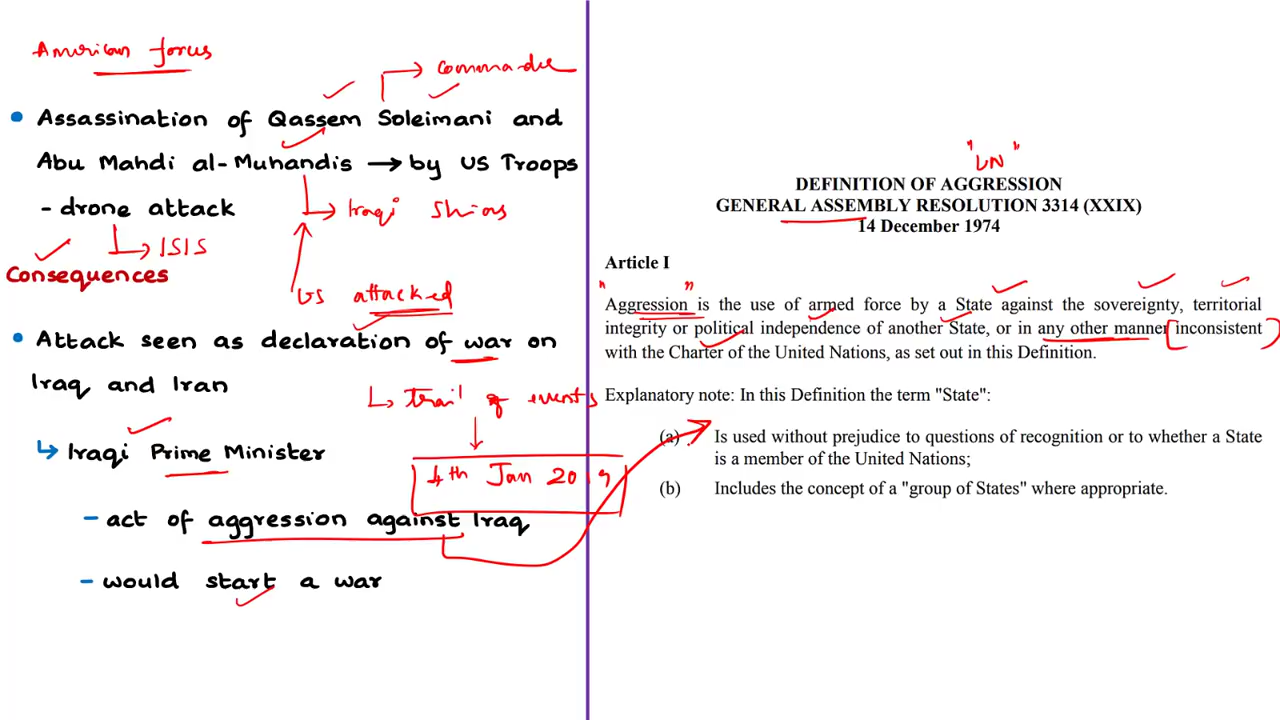 American forces
commander
• Assassination of Qassem Soleimani and
Abu Mahdi al-Muhandis → by US Troops
- drone attack
→ Iraqi Shias
→ ISIS
Consequences
US attacked
• Attack seen as declaration of war on
Iraq and Iran
→ trail of events
↳ Iraqi Prime Minister
4th Jan 2019
- act of aggression against Iraq
- would start a war
"UN"
DEFINITION OF AGGRESSION
GENERAL ASSEMBLY RESOLUTION 3314 (XXIX)
14 December 1974
Article I
"Aggression" is the use of armed force by a State against the sovereignty, territorial
integrity or political independence of another State, or in any other manner [inconsistent]
with the Charter of the United Nations, as set out in this Definition.
Explanatory note: In this Definition the term "State":
(a) Is used without prejudice to questions of recognition or to whether a State
is a member of the United Nations;
(b) Includes the concept of a "group of States" where appropriate.